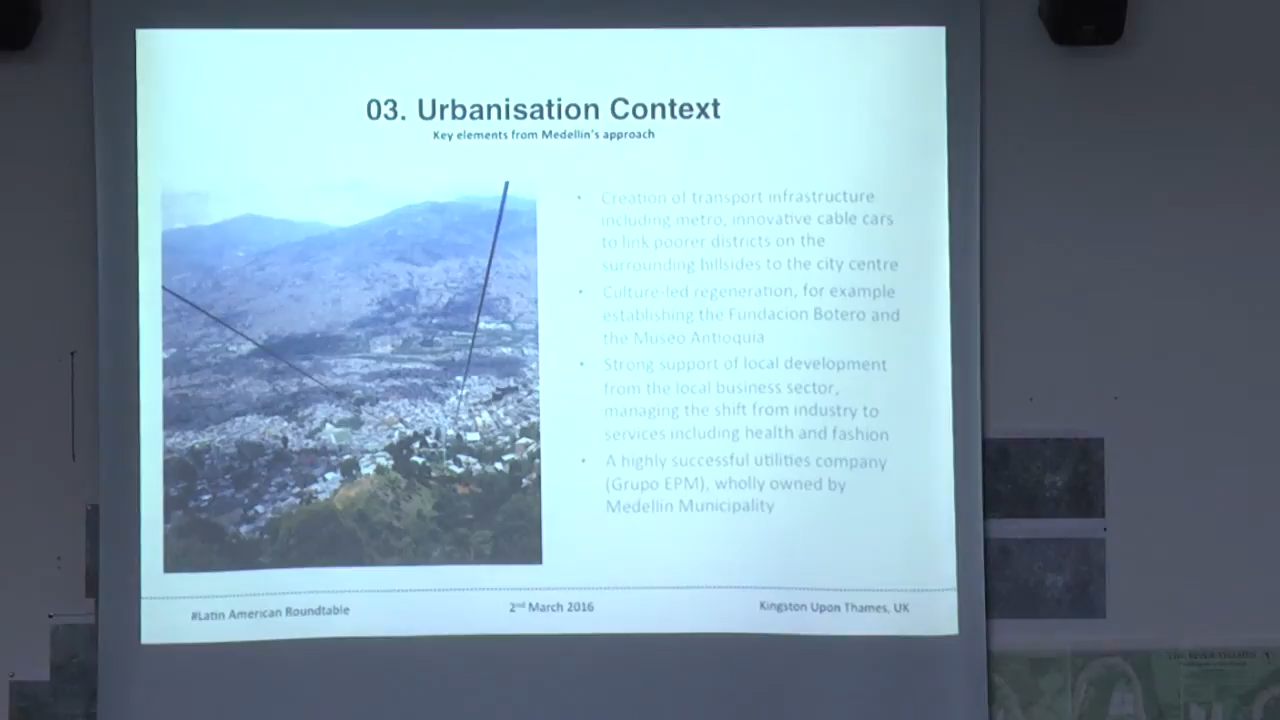 03. Urbanisation Context
Key elements from Medellin's approach
• Creation of transport infrastructure
including metro, innovative cable cars
to link poorer districts on the
surrounding hillsides to the city centre
• Culture-led regeneration, for example
establishing the Fundacion Botero and
the Museo Antioquia
• Strong support of local development
from the local business sector,
managing the shift from industry to
services including health and fashion
• A highly successful utilities company
(Grupo EPM), wholly owned by
Medellin Municipality
#Latin American Roundtable
2nd March 2016
Kingston Upon Thames, UK